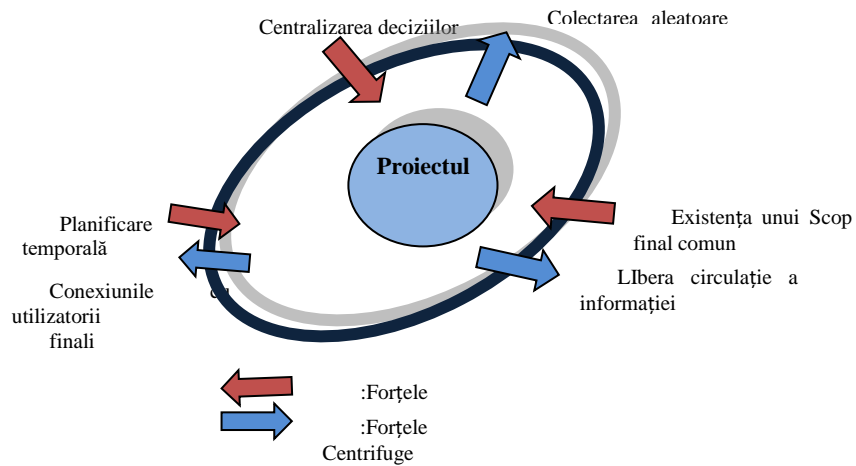 Centralizarea deciziilor
Colectarea aleatoare
Proiectul
Planificare
temporală
Existența unui Scop
final comun
Conexiunile cu
utilizatorii
finali
LIbera circulație a
informației
:Forțele
:Forțele
Centrifuge